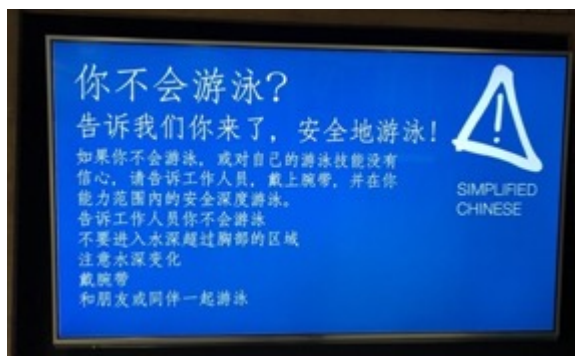 你不会游泳?
告诉我们你来了，安全地游泳!
如果你不会游泳，或对自己的游泳技能没有
信心，请告诉工作人员，戴上腕带，并在你
能力范围内的安全深度游泳。
告诉工作人员你不会游泳
不要进入水深超过胸部的区域
注意水深变化
戴腕带
和朋友或同伴一起游泳
SIMPLIFIED
CHINESE